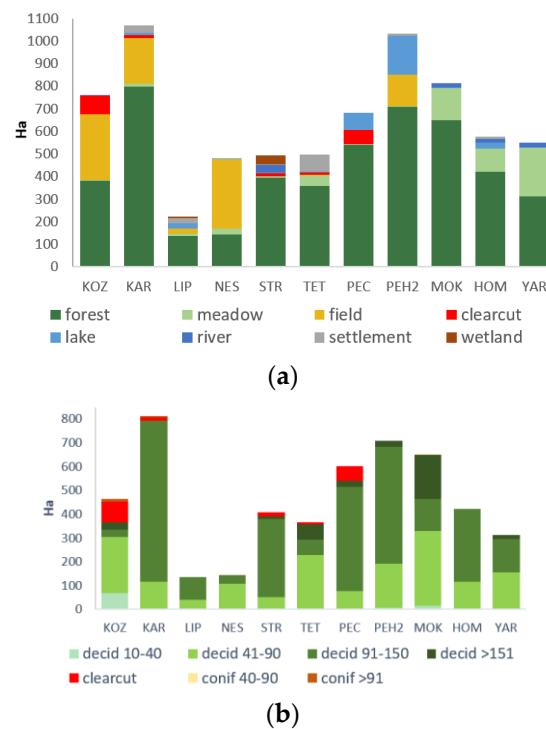 1100
1000
900
800
700
600
500
400
300
200
100
0
Ha
KOZ KAR LIP NES STR TET PEC PEH2 MOK HOM YAR
forest meadow field clearcut
lake river settlement wetland
(a)
800
700
600
500
400
300
200
100
0
Ha
KOZ KAR LIP NES STR TET PEC PEH2 MOK HOM YAR
decid 10-40 decid 41-90 decid 91-150 decid >151
clearcut conif 40-90 conif >91
(b)